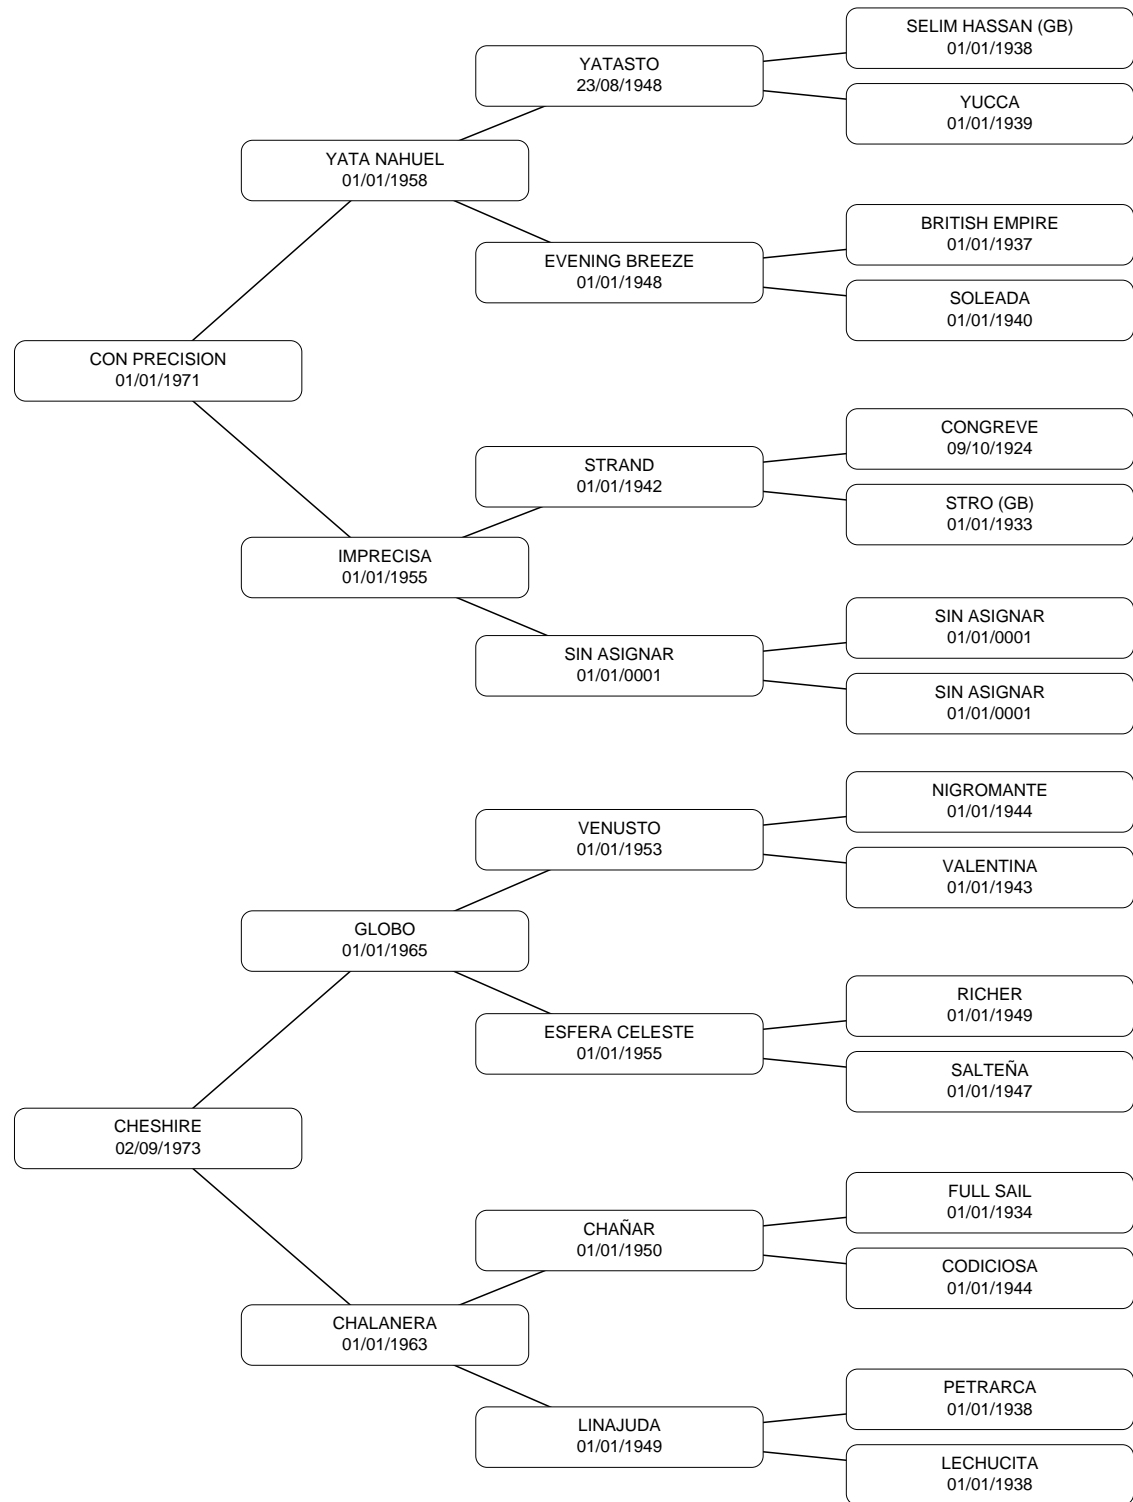 SELIM HASSAN (GB)
01/01/1938
YATASTO
23/08/1948
YUCCA
01/01/1939
YATA NAHUEL
01/01/1958
BRITISH EMPIRE
01/01/1937
EVENING BREEZE
01/01/1948
SOLEADA
01/01/1940
CON PRECISION
01/01/1971
CONGREVE
09/10/1924
STRAND
01/01/1942
STRO (GB)
01/01/1933
IMPRECISA
01/01/1955
SIN ASIGNAR
01/01/0001
SIN ASIGNAR
01/01/0001
SIN ASIGNAR
01/01/0001
NIGROMANTE
01/01/1944
VENUSTO
01/01/1953
VALENTINA
01/01/1943
GLOBO
01/01/1965
RICHER
01/01/1949
ESFERA CELESTE
01/01/1955
SALTEÑA
01/01/1947
CHESHIRE
02/09/1973
FULL SAIL
01/01/1934
CHAÑAR
01/01/1950
CODICIOSA
01/01/1944
CHALANERA
01/01/1963
PETRARCA
01/01/1938
LINAJUDA
01/01/1949
LECHUCITA
01/01/1938